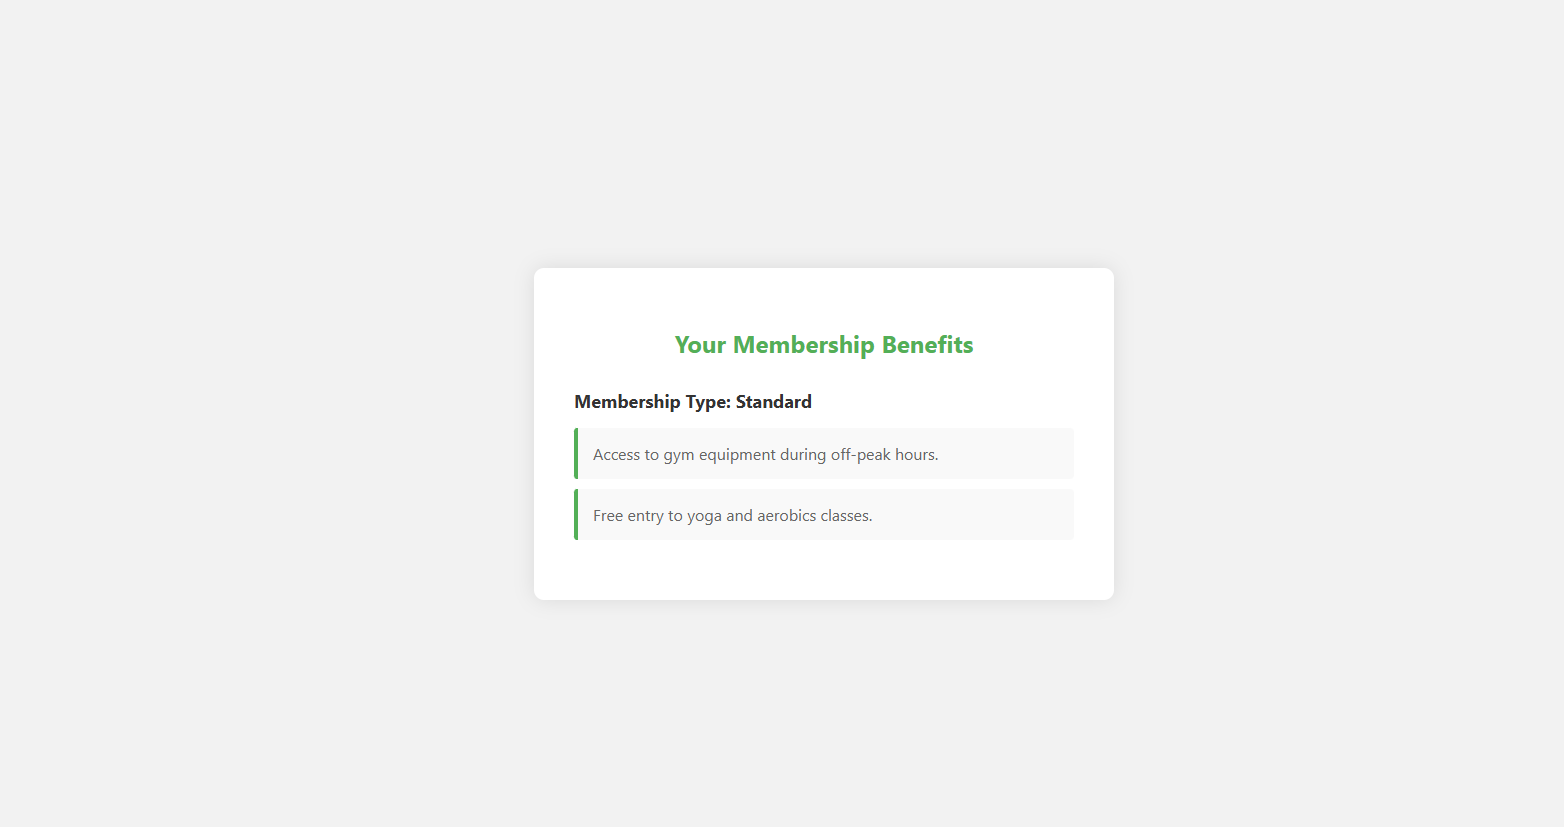 Your Membership Benefits
Membership Type: Standard
Access to gym equipment during off-peak hours.
Free entry to yoga and aerobics classes.